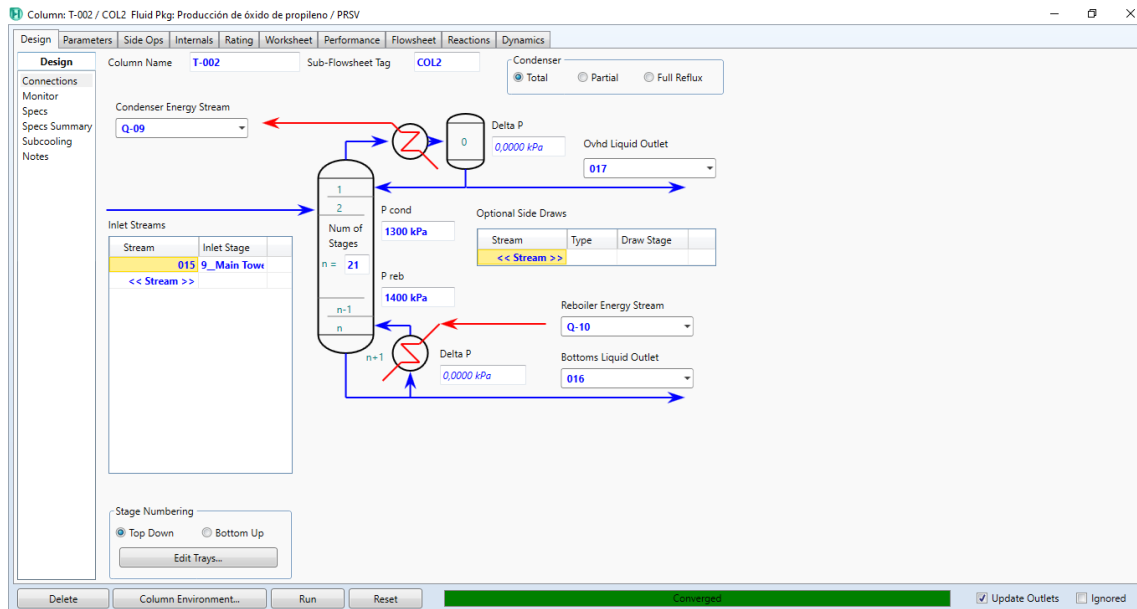 Column: T-002 / COL2 Fluid Pkg: Producción de óxido de propileno / PRSV
Design Parameters Side Ops Internals Rating Worksheet Performance Flowsheet Reactions Dynamics
Design
Connections
Monitor
Specs
Specs Summary
Subcooling
Notes
Column Name T-002 Sub-Flowsheet Tag COL2
Condenser
Total Partial Full Reflux
Condenser Energy Stream
Q-09
0
Delta P
0,0000 kPa
Ovhd Liquid Outlet
017
1
2
Num of
Stages
n = 21
n-1
n
n+1
P cond
1300 kPa
P reb
1400 kPa
Optional Side Draws
Stream Type Draw Stage
<< Stream >>
Inlet Streams
Stream Inlet Stage
015 9__Main Towe
<< Stream >>
Reboiler Energy Stream
Q-10
Delta P
0,0000 kPa
Bottoms Liquid Outlet
016
Stage Numbering
Top Down Bottom Up
Edit Trays...
Delete Column Environment... Run Reset Converged Update Outlets Ignored